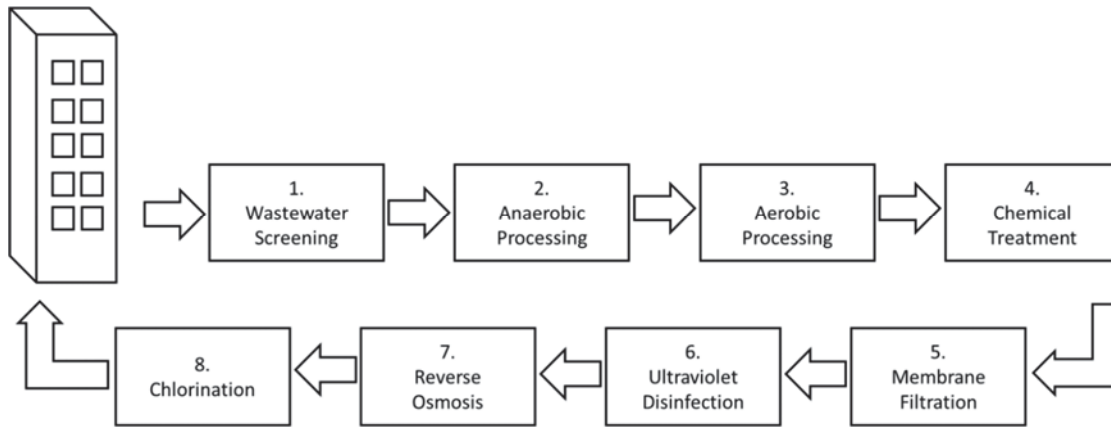 1.
Wastewater
Screening
2.
Anaerobic
Processing
3.
Aerobic
Processing
4.
Chemical
Treatment
5.
Membrane
Filtration
6.
Ultraviolet
Disinfection
7.
Reverse
Osmosis
8.
Chlorination